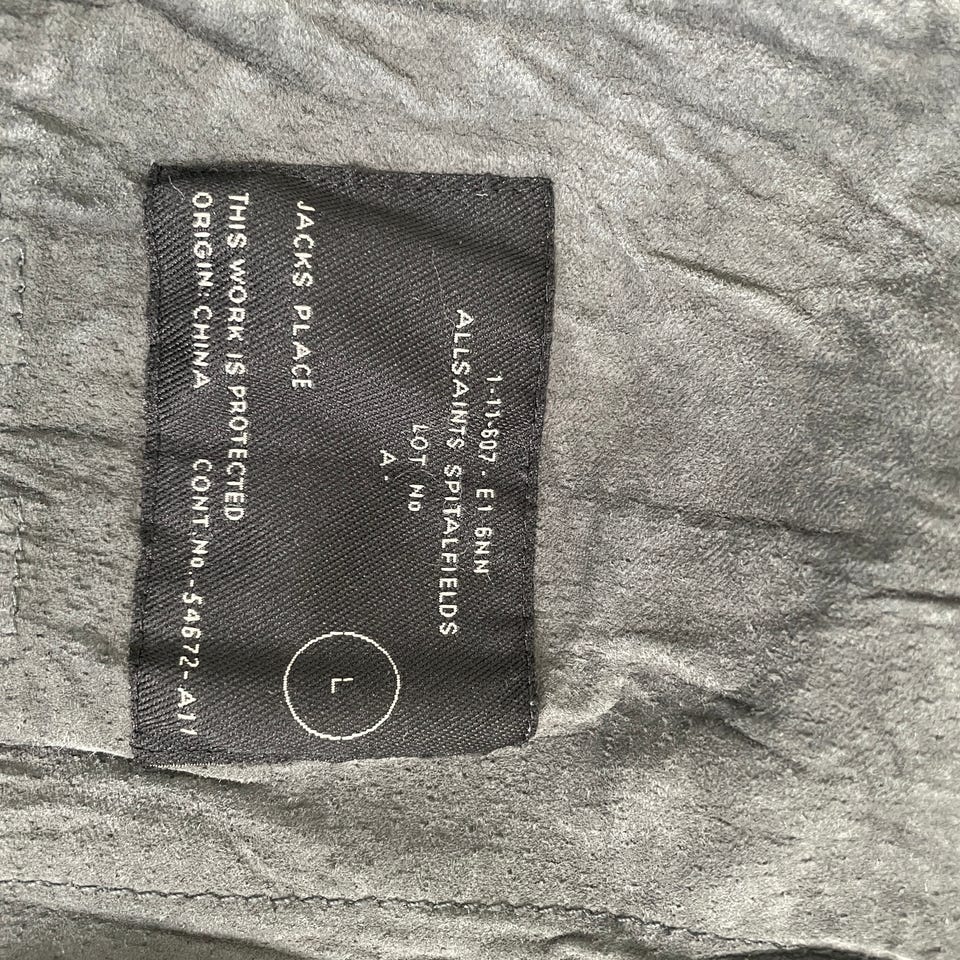 1-11-607. E1 6NN
ALLSAINTS SPITALFIELDS
LOT No
A.
JACKS PLACE
L
THIS WORK IS PROTECTED
ORIGIN: CHINA CONT.No.-54672-A11